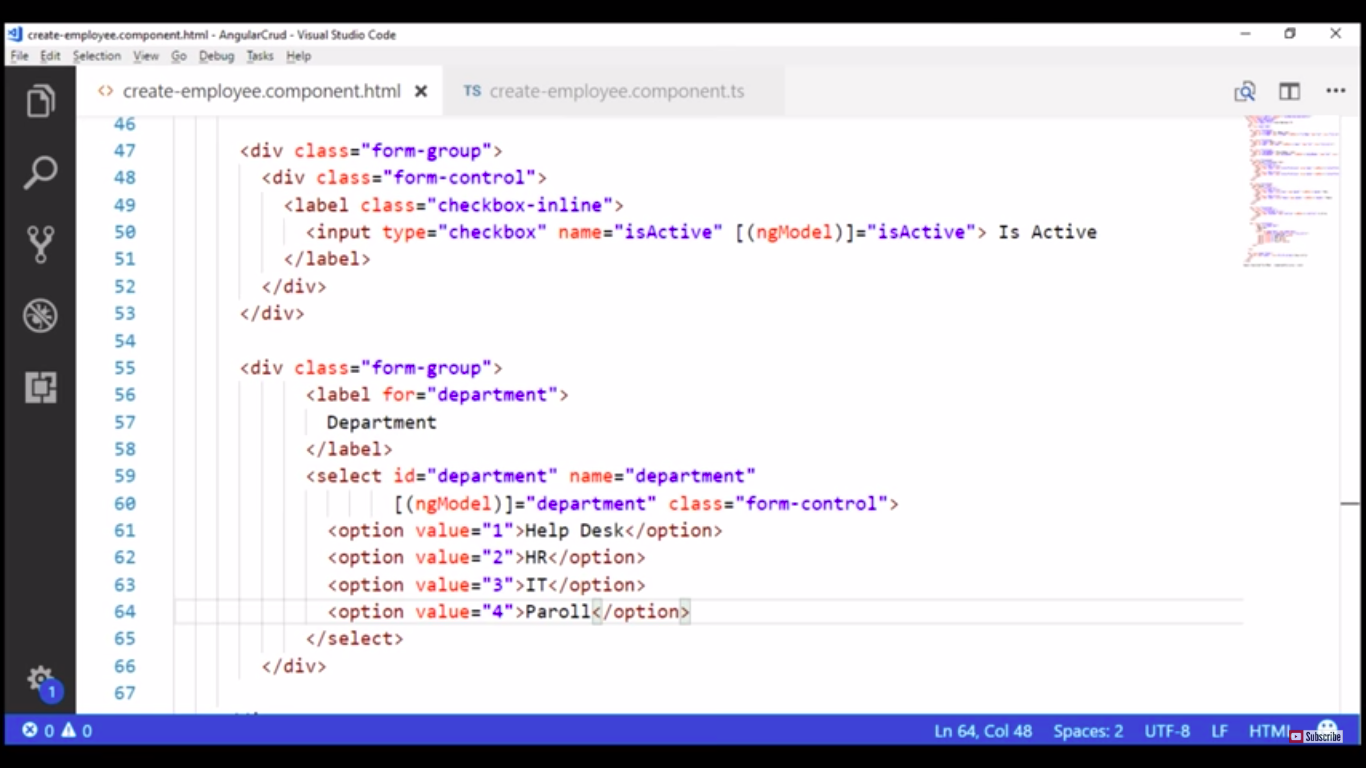 create-employee.component.html - AngularCrud - Visual Studio Code
File Edit Selection View Go Debug Tasks Help
<> create-employee.component.html × TS create-employee.component.ts
46
47 <div class="form-group">
48 <div class="form-control">
49 <label class="checkbox-inline">
50 <input type="checkbox" name="isActive" [(ngModel)]="isActive"> Is Active
51 </label>
52 </div>
53 </div>
54
55 <div class="form-group">
56 <label for="department">
57 Department
58 </label>
59 <select id="department" name="department"
60 [(ngModel)]="department" class="form-control">
61 <option value="1">Help Desk</option>
62 <option value="2">HR</option>
63 <option value="3">IT</option>
64 <option value="4">Paroll</option>
65 </select>
66 </div>
67
1
0 0 Ln 64, Col 48 Spaces: 2 UTF-8 LF HTML
Subscribe